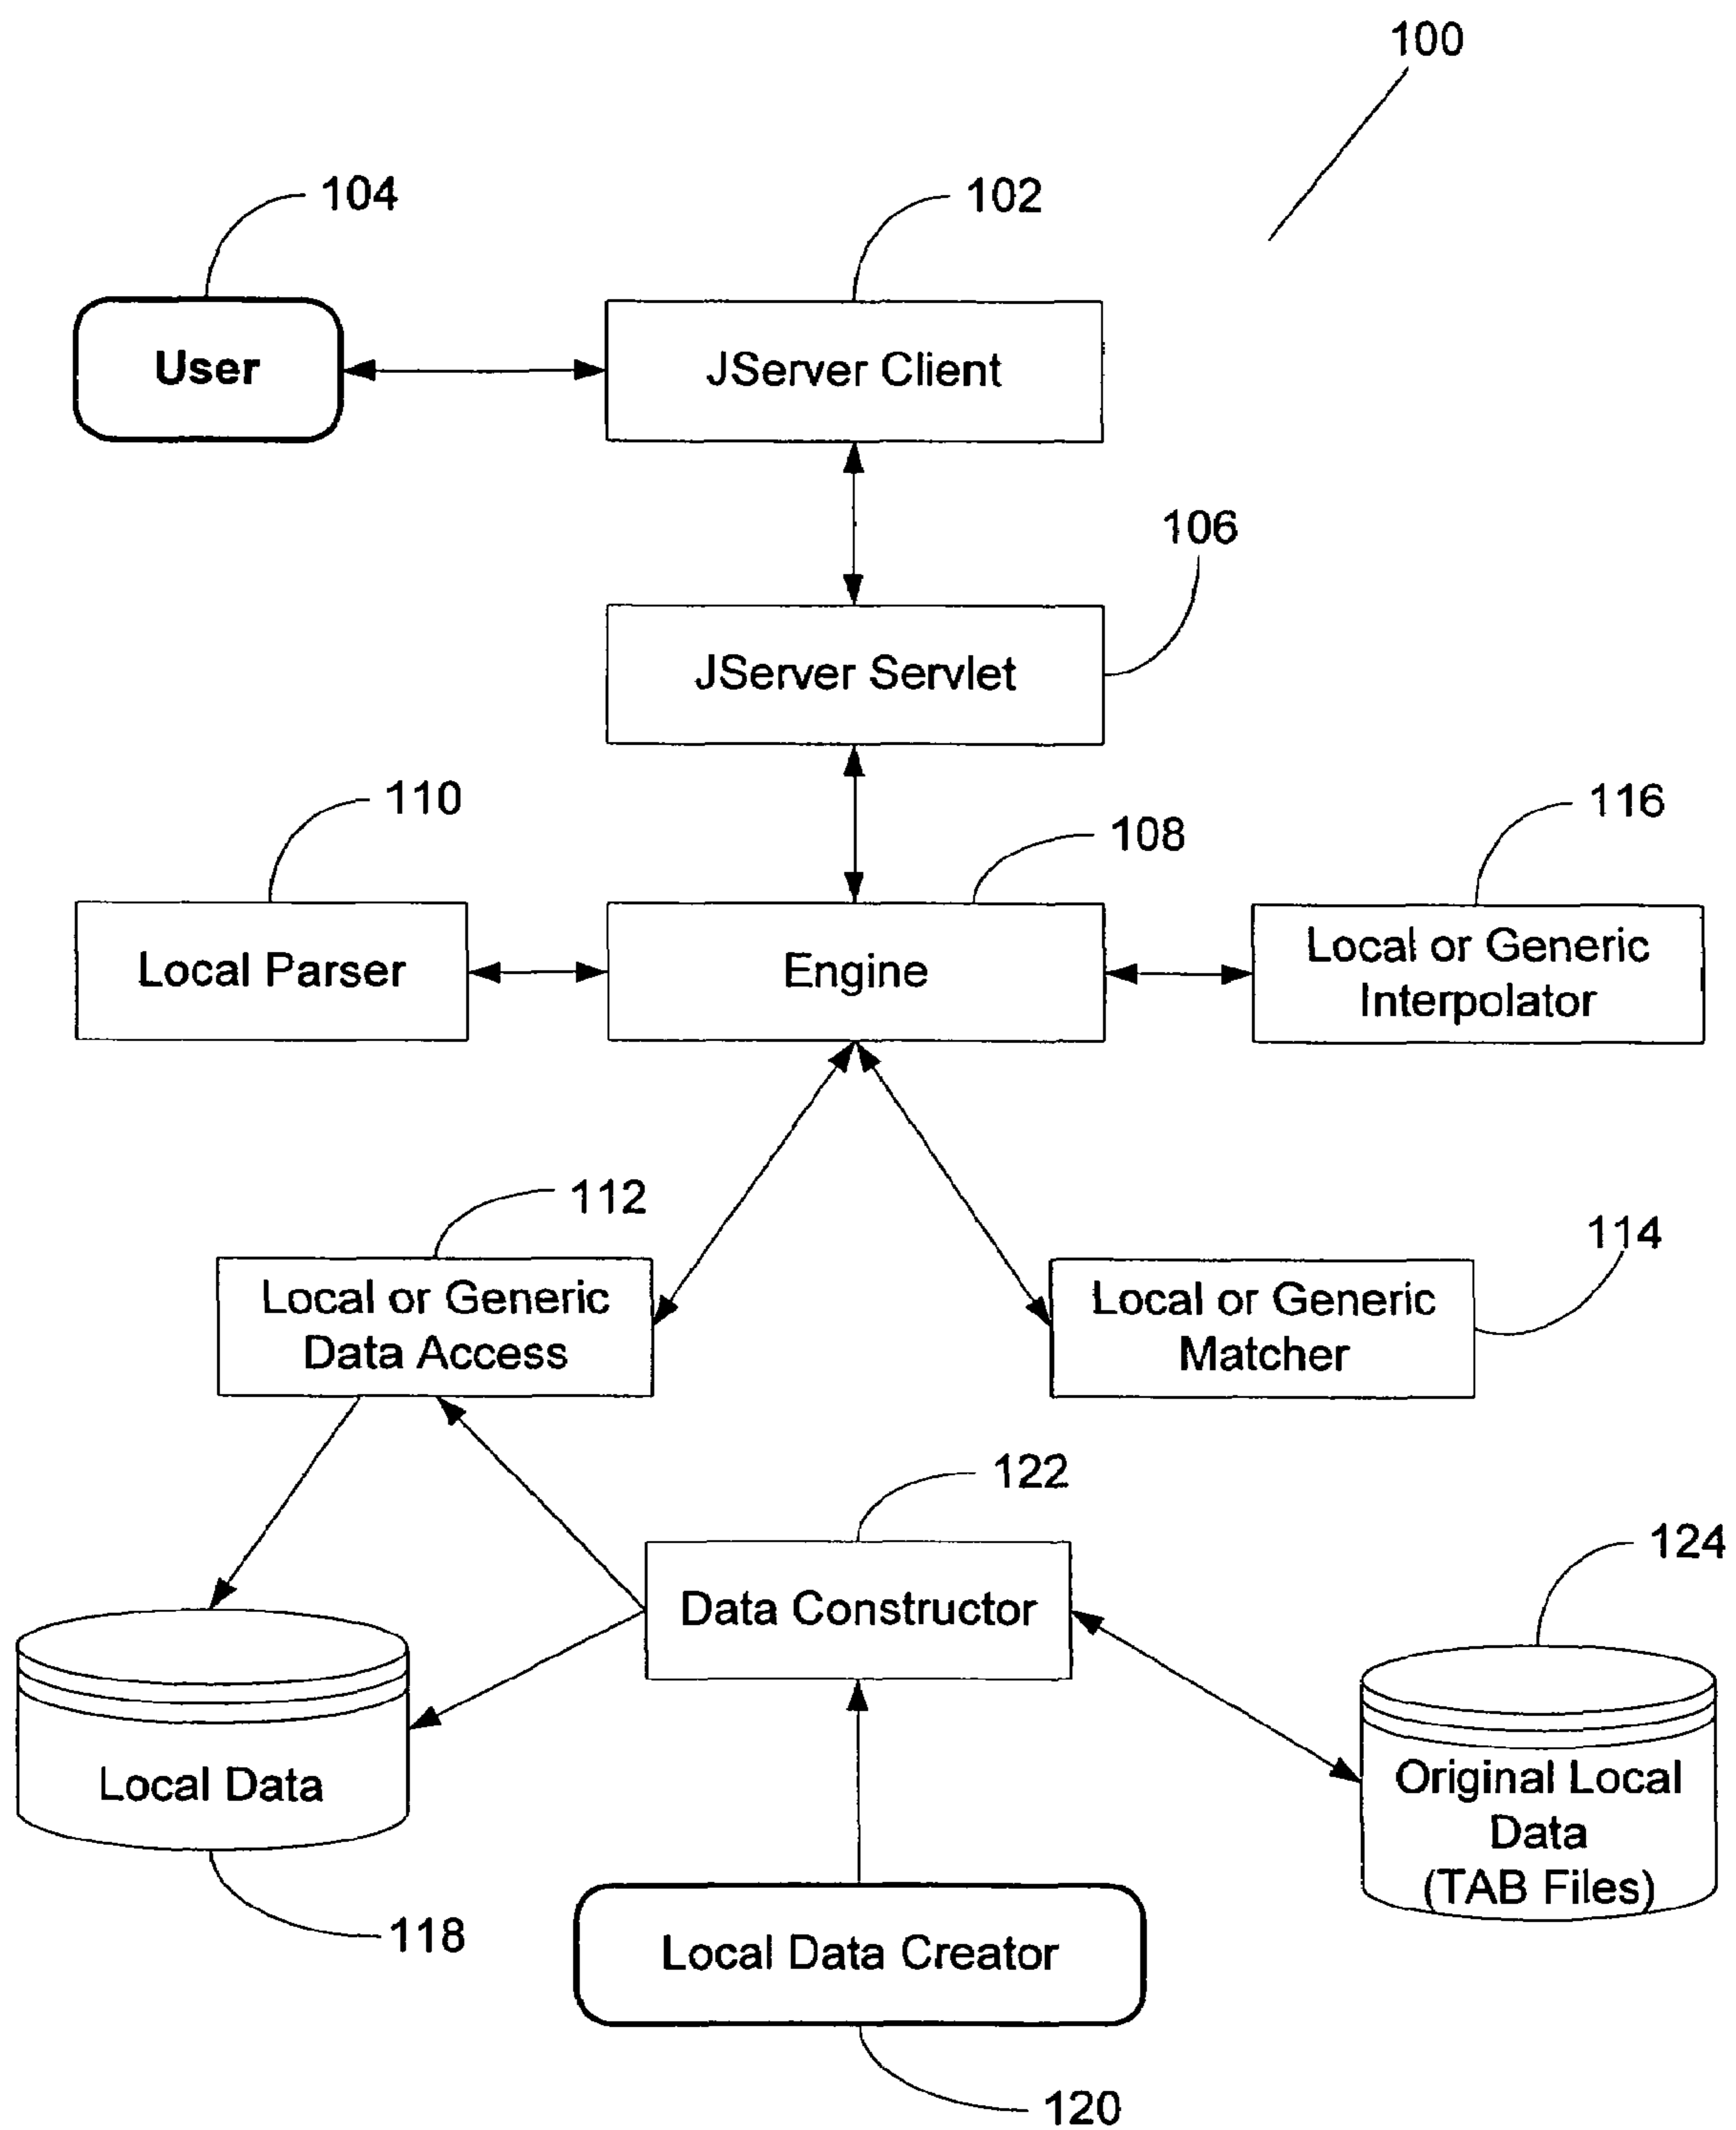 100
104
102
User
JServer Client
106
JServer Servlet
110
108
116
Local Parser
Engine
Local or Generic
Interpolator
112
114
Local or Generic
Data Access
Local or Generic
Matcher
122
124
Data Constructor
Local Data
Original Local
Data
(TAB Files)
118
Local Data Creator
120